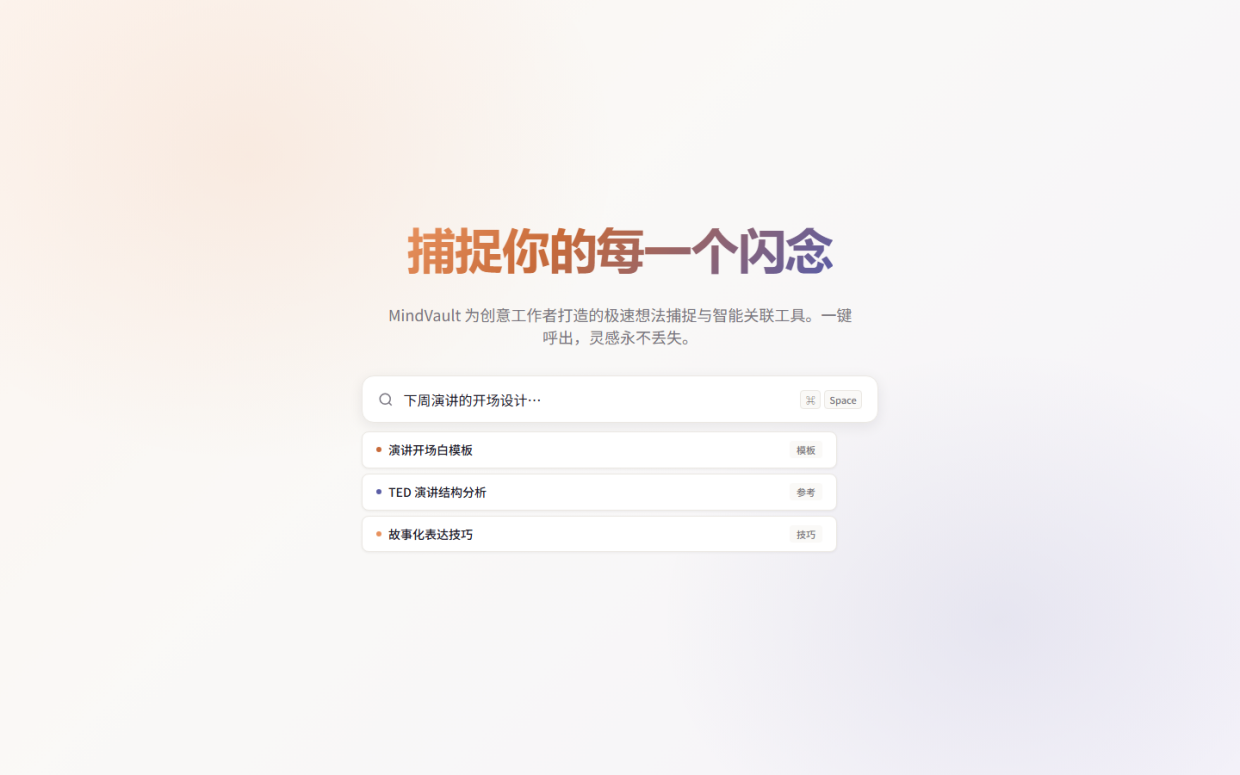 捕捉你的每一个闪念
MindVault 为创意工作者打造的极速想法捕捉与智能关联工具。一键
呼出，灵感永不丢失。
下周演讲的开场设计… ⌘ Space
演讲开场白模板 模板
TED 演讲结构分析 参考
故事化表达技巧 技巧